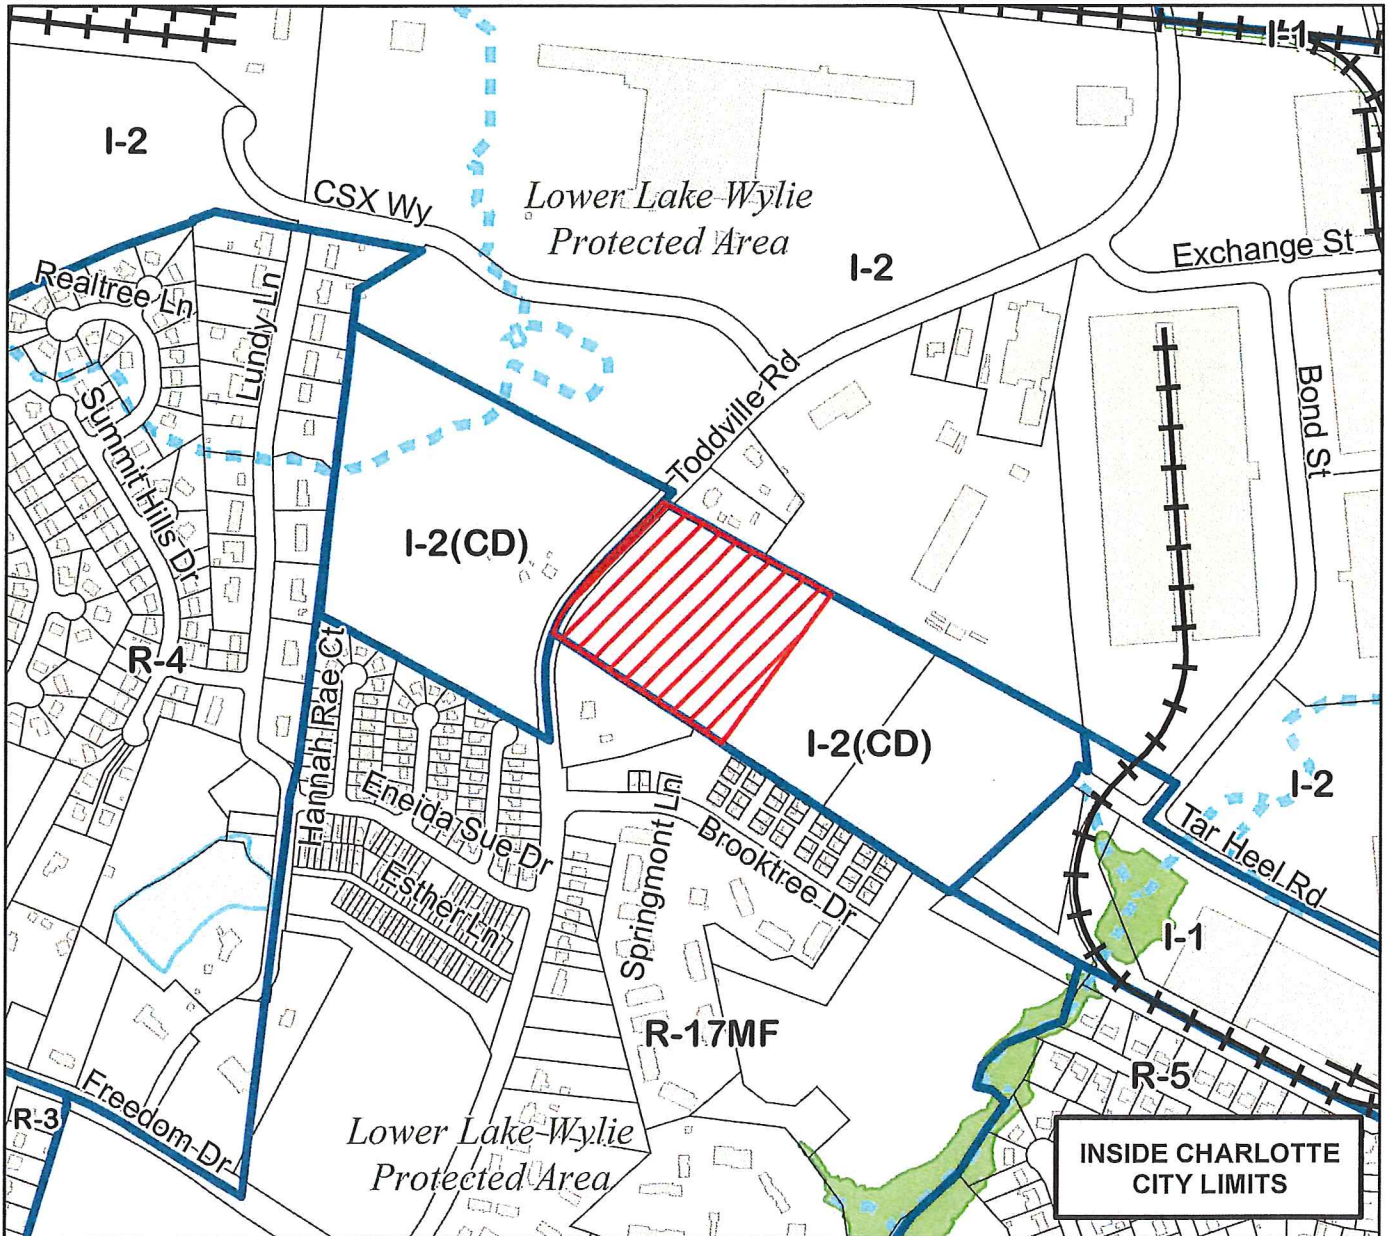 I-1
I-2
CSX Wy
Lower Lake Wylie
Protected Area
Exchange St
I-2
Realtree Ln
Lundy Ln
Toddville Rd
Bond St
Summit Hills Dr
I-2(CD)
R-4
Hannah Rae Ct
I-2(CD)
I-2
Eneida Sue Dr
Springmont Ln
Brooktree Dr
Tar Heel Rd
Esther Ln
I-1
R-17MF
R-5
Freedom Dr
R-3
Lower Lake Wylie
Protected Area
INSIDE CHARLOTTE
CITY LIMITS